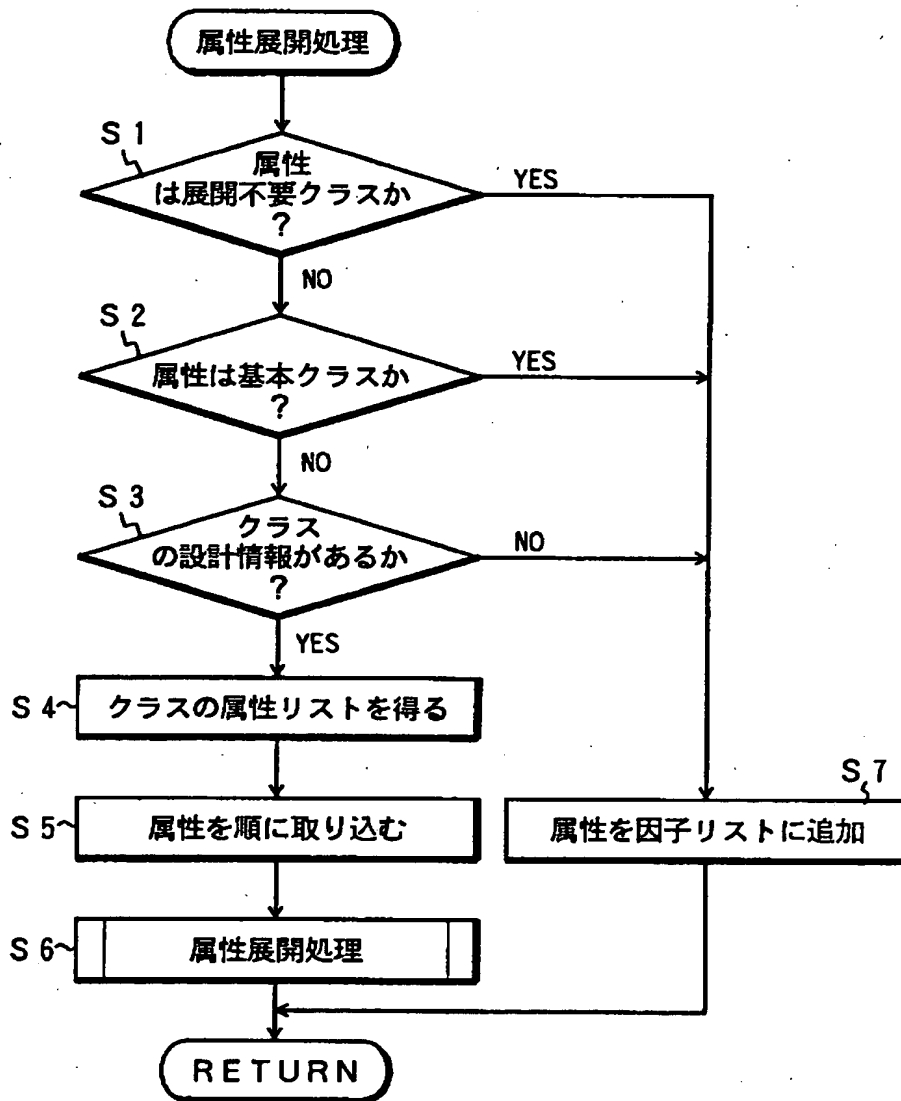 属性展開処理
S1
属性
は展開不要クラスか
?
YES
NO
S2
属性は基本クラスか
?
YES
NO
S3
クラス
の設計情報があるか
?
NO
YES
S4
クラスの属性リストを得る
S5
属性を順に取り込む
S7
属性を因子リストに追加
S6
属性展開処理
RETURN